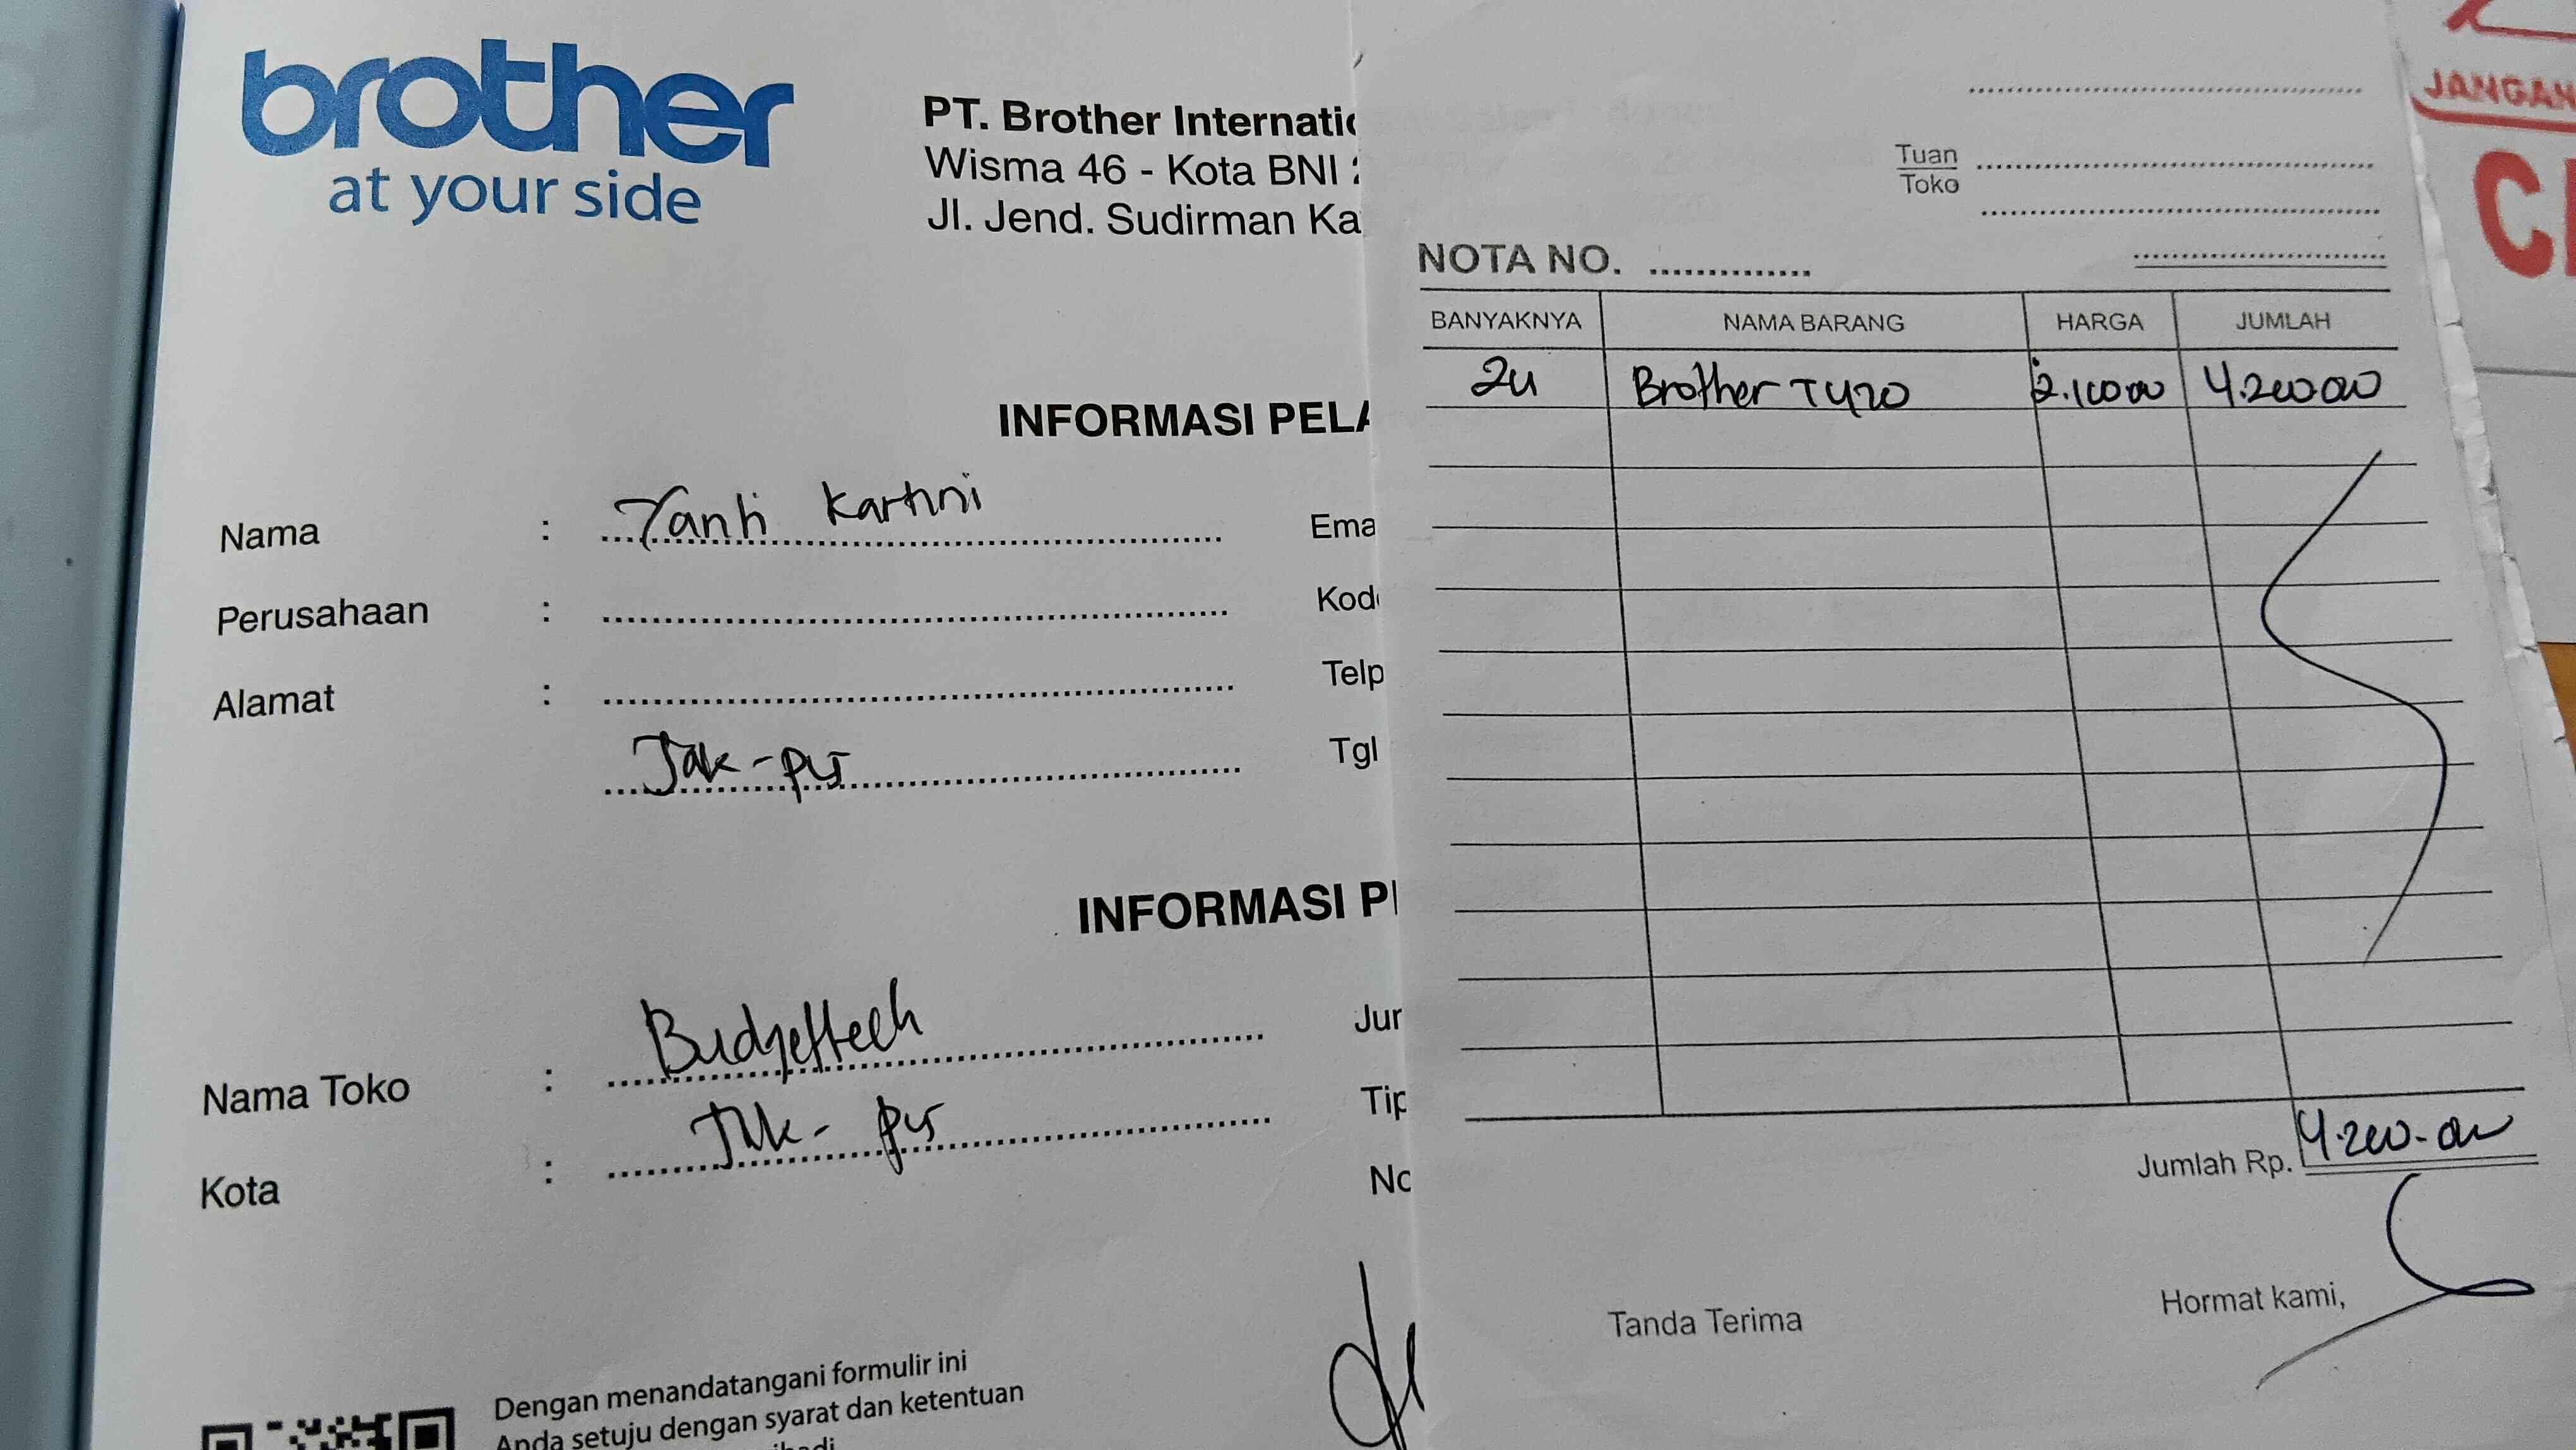 brother
at your side
PT. Brother Internatio
Wisma 46 - Kota BNI
Jl. Jend. Sudirman Ka
INFORMASI PELA
Nama : Yanti Kartini
Ema
Perusahaan :
Kod
Alamat :
Telp
Jak-pus
Tgl
INFORMASI P
Nama Toko : Budgettech
Jur
Kota : Jak-pus
Tip
No
Dengan menandatangani formulir ini
Anda setuju dengan syarat dan ketentuan
Tuan
Toko
NOTA NO.
BANYAKNYA NAMA BARANG HARGA JUMLAH
2u Brother T420 2.100.000 4.200.000
Jumlah Rp. 4.200.000
Tanda Terima
Hormat kami,
JANGAN